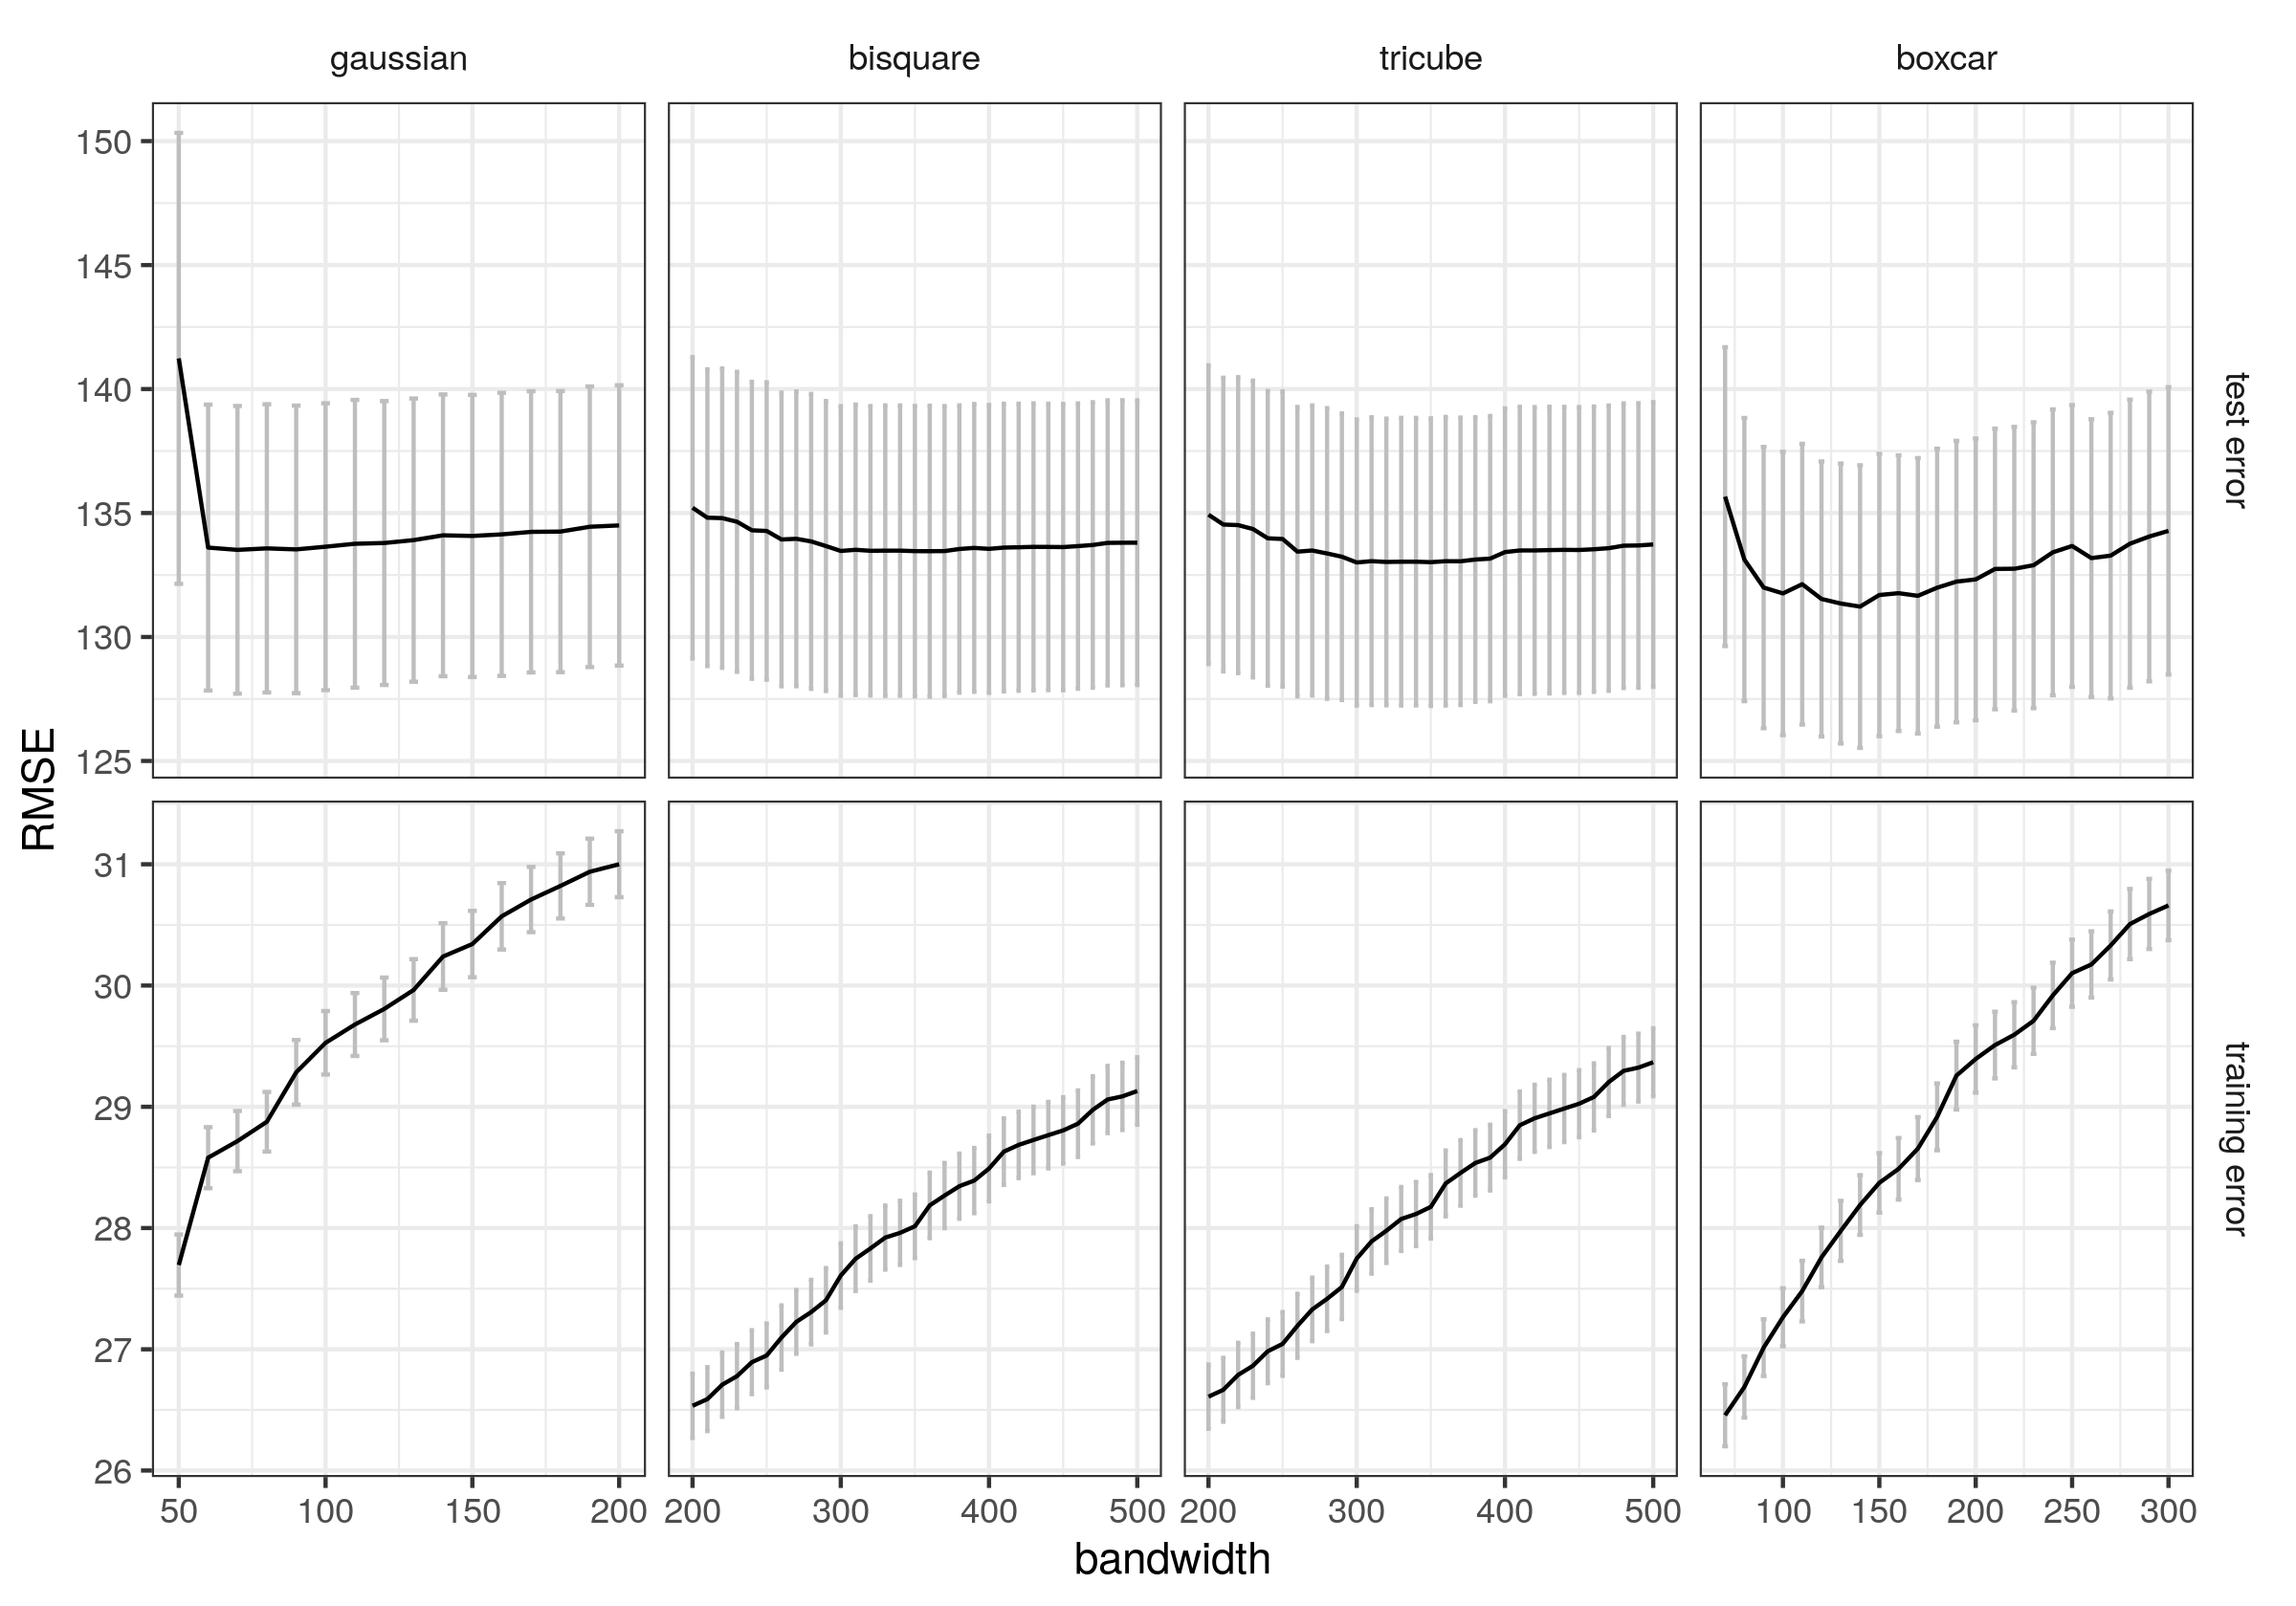 gaussian bisquare tricube boxcar
150
145
140
135
130
125
test error
RMSE
31
30
29
28
27
26
training error
50 100 150 200 200 300 400 500 200 300 400 500 100 150 200 250 300
bandwidth